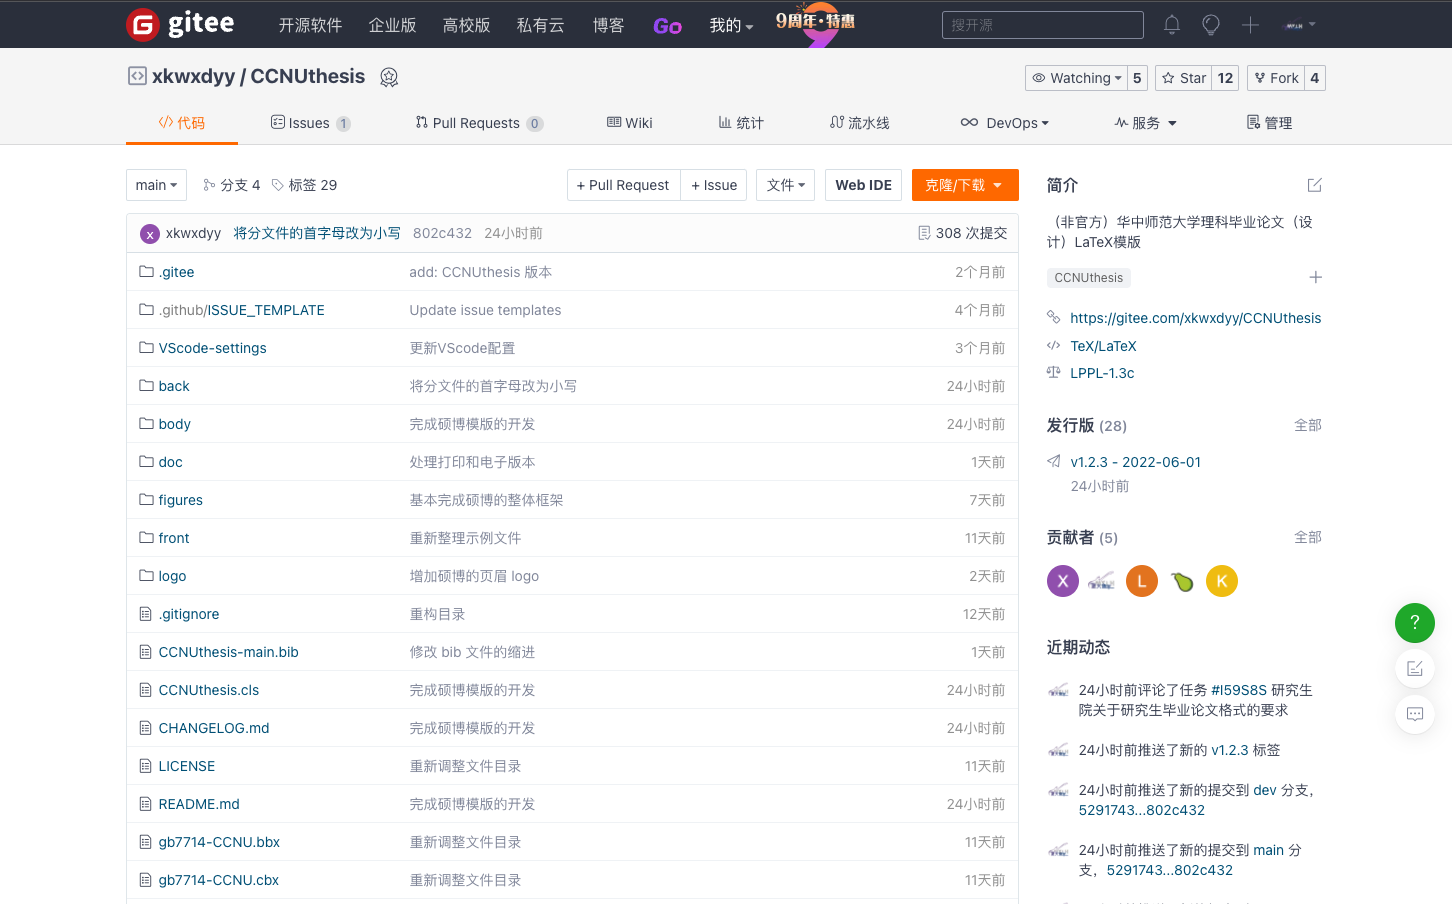 gitee 开源软件 企业版 高校版 私有云 博客 Go 我的 9周年·特惠 搜开源
xkwxdyy / CCNUthesis Watching 5 Star 12 Fork 4
代码 Issues 1 Pull Requests 0 Wiki 统计 流水线 DevOps 服务 管理
main 分支 4 标签 29 + Pull Request + Issue 文件 Web IDE 克隆/下载
x xkwxdyy 将分文件的首字母改为小写 802c432 24小时前 308 次提交
.gitee add: CCNUthesis 版本 2个月前
.github/ISSUE_TEMPLATE Update issue templates 4个月前
VScode-settings 更新VScode配置 3个月前
back 将分文件的首字母改为小写 24小时前
body 完成硕博模版的开发 24小时前
doc 处理打印和电子版本 1天前
figures 基本完成硕博的整体框架 7天前
front 重新整理示例文件 11天前
logo 增加硕博的页眉 logo 2天前
.gitignore 重构目录 12天前
CCNUthesis-main.bib 修改 bib 文件的缩进 1天前
CCNUthesis.cls 完成硕博模版的开发 24小时前
CHANGELOG.md 完成硕博模版的开发 24小时前
LICENSE 重新调整文件目录 11天前
README.md 完成硕博模版的开发 24小时前
gb7714-CCNU.bbx 重新调整文件目录 11天前
gb7714-CCNU.cbx 重新调整文件目录 11天前
简介
（非官方）华中师范大学理科毕业论文（设
计）LaTeX模版
CCNUthesis
https://gitee.com/xkwxdyy/CCNUthesis
TeX/LaTeX
LPPL-1.3c
发行版 (28) 全部
v1.2.3 - 2022-06-01
24小时前
贡献者 (5) 全部
X L K
近期动态
24小时前评论了任务 #I59S8S 研究生
院关于研究生毕业论文格式的要求
24小时前推送了新的 v1.2.3 标签
24小时前推送了新的提交到 dev 分支，
5291743...802c432
24小时前推送了新的提交到 main 分
支，5291743...802c432
?